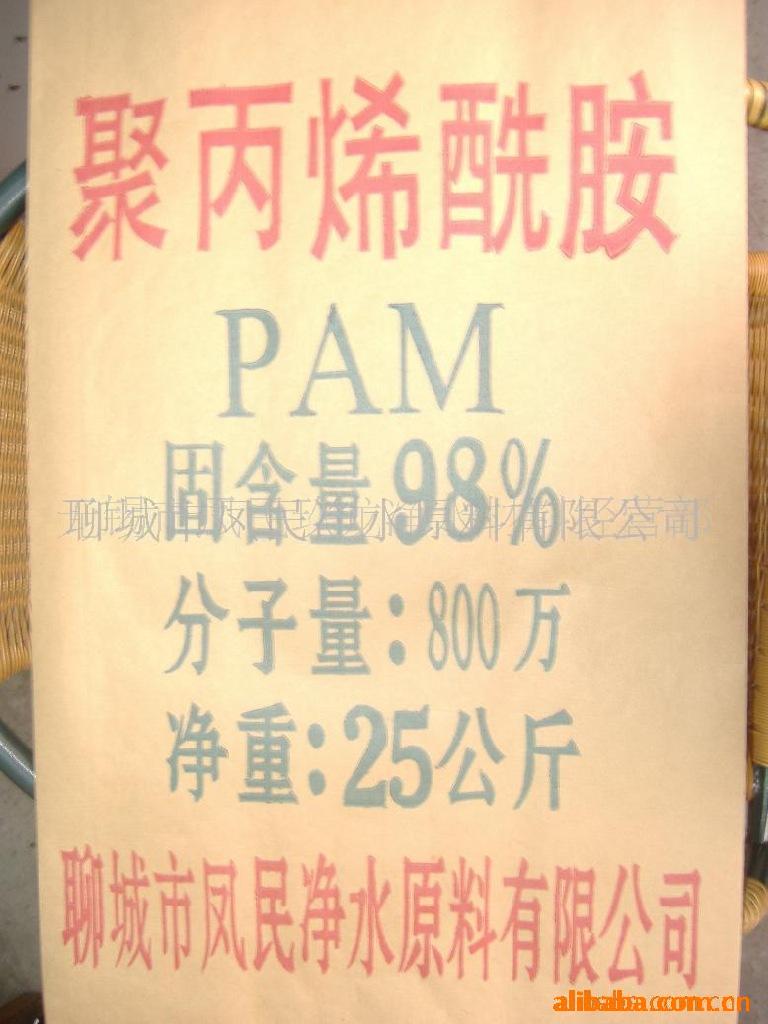 聚丙烯酰胺
PAM
固含量98%
聊城市凤民净水原料有限公司
分子量:800万
净重:25公斤
聊城市凤民净水原料有限公司
alibaba.com.cn